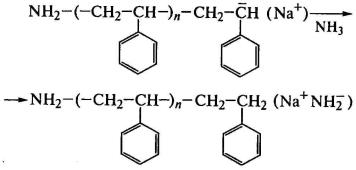 NH₂–(–CH₂–CH–)ₙ–CH₂–C̄H (Na⁺)⟶
NH₃
→NH₂–(–CH₂–CH–)ₙ–CH₂–CH₂ (Na⁺NH₂⁻)